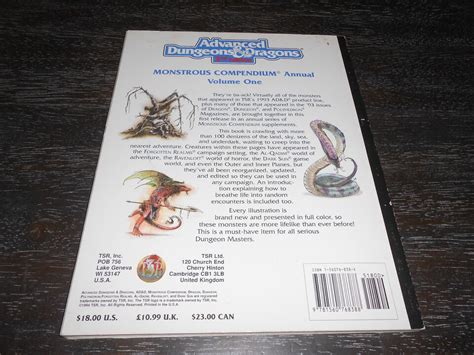 Advanced
Dungeons & Dragons
MONSTROUS COMPENDIUM® Annual
Volume One
They're ba-ack! Virtually all of the monsters
that appeared in TSR's 1993 AD&D® product line,
plus many of those that appeared in the '93 issues
of DRAGON®, DUNGEON®, and POLYHEDRON®
Magazines, are brought together in this
first release in an annual series of
MONSTROUS COMPENDIUM supplements.
This book is crawling with more
than 100 denizens of the land, sky, sea, and
underdark, waiting to creep into the
nearest adventure. Creatures within these pages have appeared in
the FORGOTTEN REALMS® campaign setting, the AL-QADIM® world of
adventure, the RAVENLOFT® world of horror, the DARK SUN® game
world, and even the Outer and Inner Planes, but
they've all been reorganized, updated,
and edited so they can be used in
any campaign. An introduc-
tion explaining how to
breathe life into random
encounters is included too.
Every illustration is
brand new and presented in full color, so
these monsters are more lifelike than ever before!
This is a must-have item for all serious
Dungeon Masters.
TSR, Inc.
POB 756
Lake Geneva
WI 53147
U.S.A.
TSR
TSR Ltd.
120 Church End
Cherry Hinton
Cambridge CB1 3LB
United Kingdom
51800
$18.00 U.S.
£10.99 U.K.
$23.00 CAN